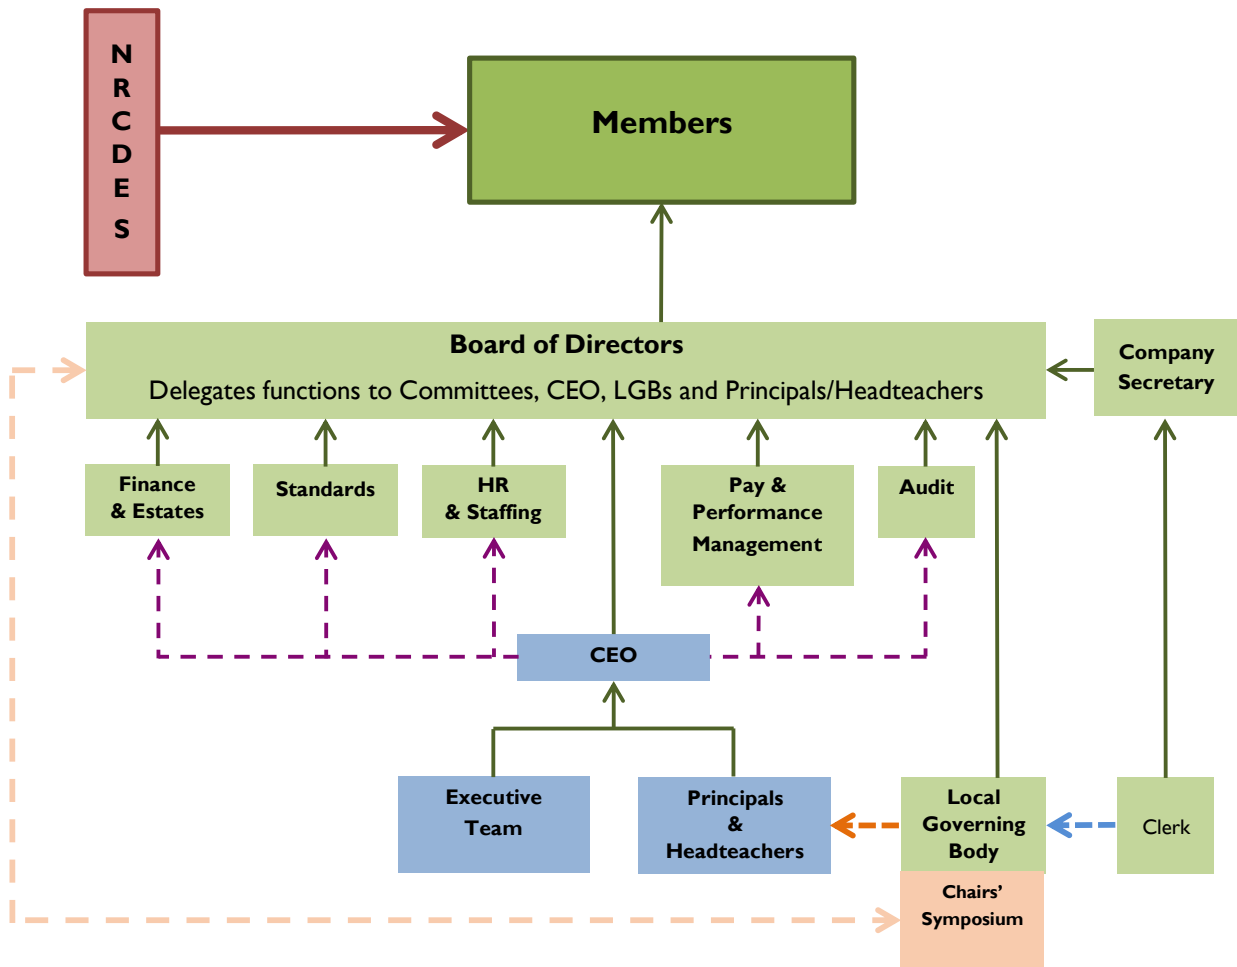 N
R
C
D
E
S
Members
Board of Directors
Delegates functions to Committees, CEO, LGBs and Principals/Headteachers
Company
Secretary
Finance
& Estates
Standards
HR
& Staffing
Pay &
Performance
Management
Audit
CEO
Executive
Team
Principals
&
Headteachers
Local
Governing
Body
Clerk
Chairs’
Symposium